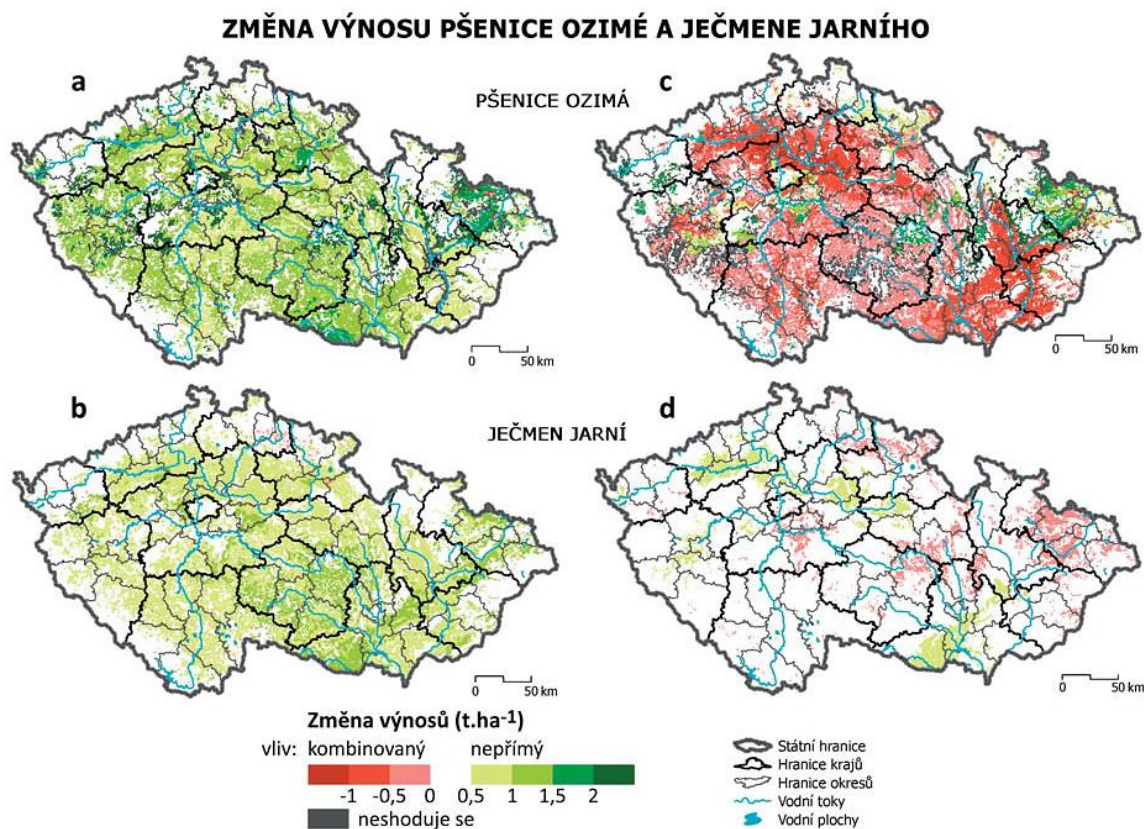 ZMĚNA VÝNOSU PŠENICE OZIMÉ A JEČMENE JARNÍHO
a
PŠENICE OZIMÁ
c
0 50 km
0 50 km
b
JEČMEN JARNÍ
d
0 50 km
0 50 km
Změna výnosů (t.ha-1)
vliv: kombinovaný nepřímý
-1 -0,5 0 0,5 1 1,5 2
neshoduje se
Státní hranice
Hranice krajů
Hranice okresů
Vodní toky
Vodní plochy